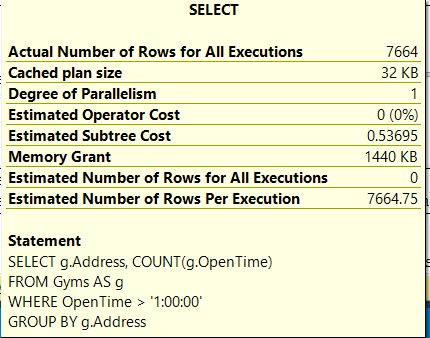 SELECT
Actual Number of Rows for All Executions 7664
Cached plan size 32 KB
Degree of Parallelism 1
Estimated Operator Cost 0 (0%)
Estimated Subtree Cost 0.53695
Memory Grant 1440 KB
Estimated Number of Rows for All Executions 0
Estimated Number of Rows Per Execution 7664.75
Statement
SELECT g.Address, COUNT(g.OpenTime)
FROM Gyms AS g
WHERE OpenTime > '1:00:00'
GROUP BY g.Address